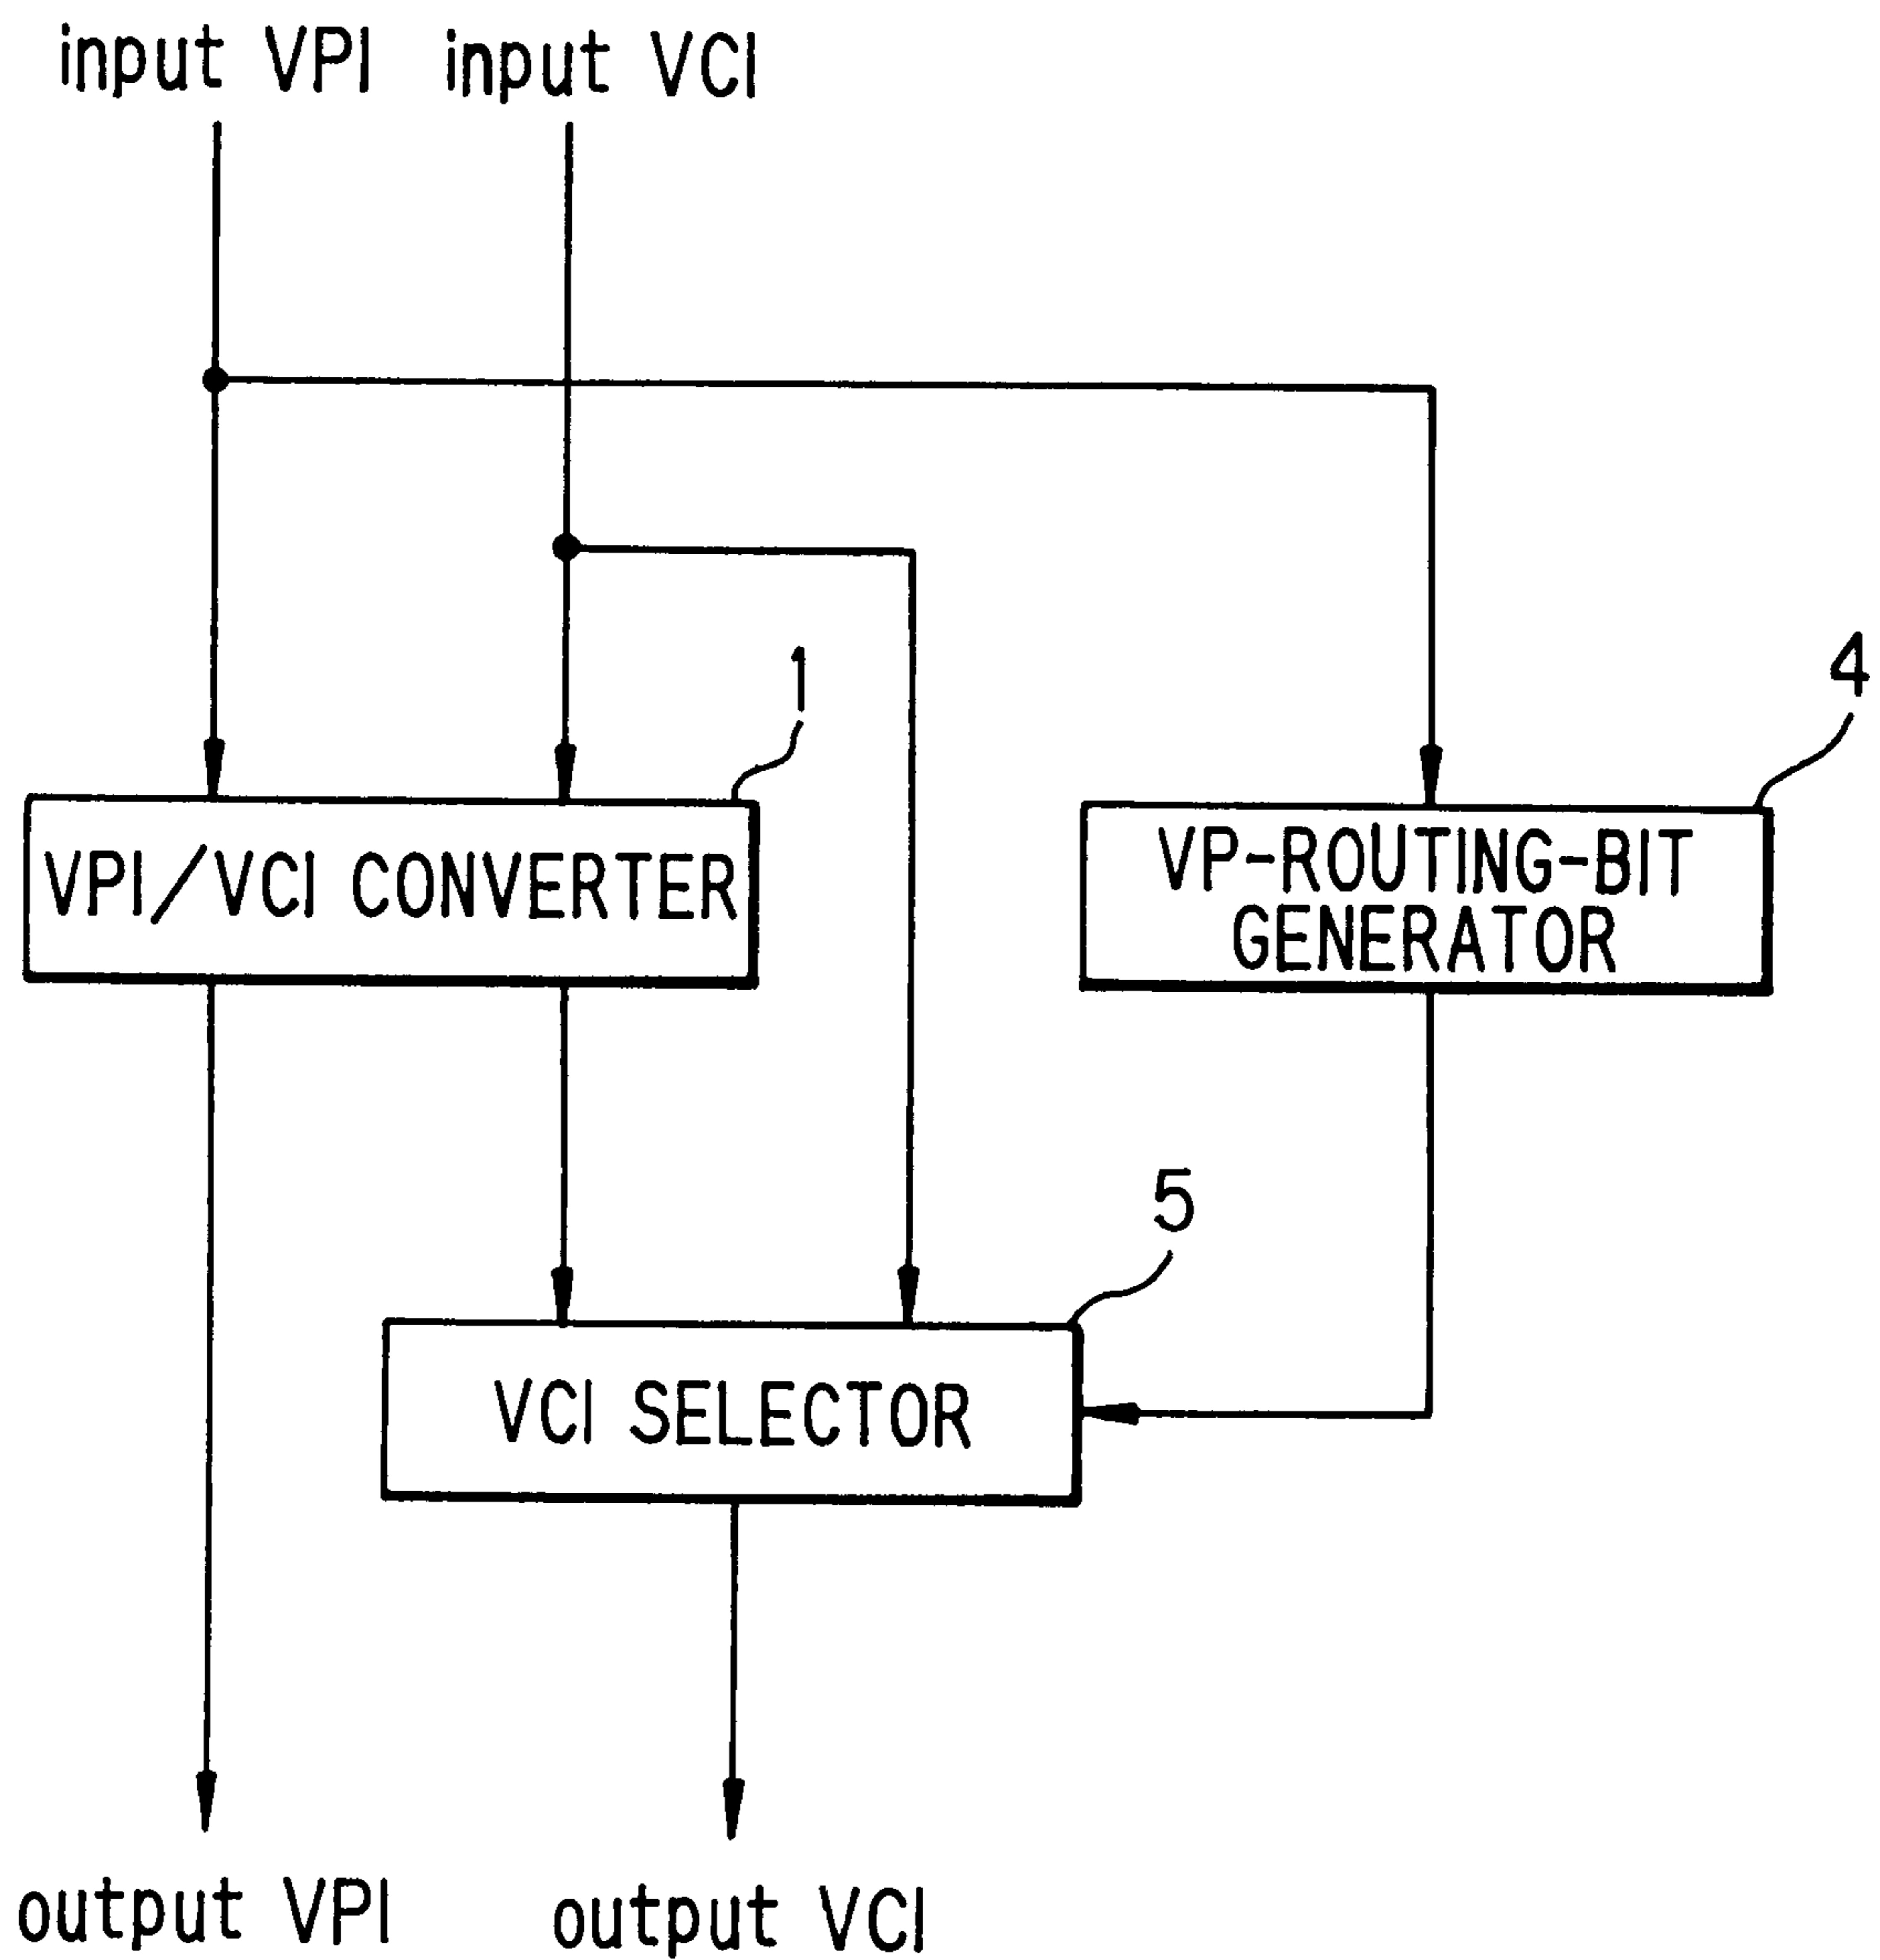 input VPI input VCI
1
4
VPI/VCI CONVERTER
VP-ROUTING-BIT
GENERATOR
5
VCI SELECTOR
output VPI output VCI